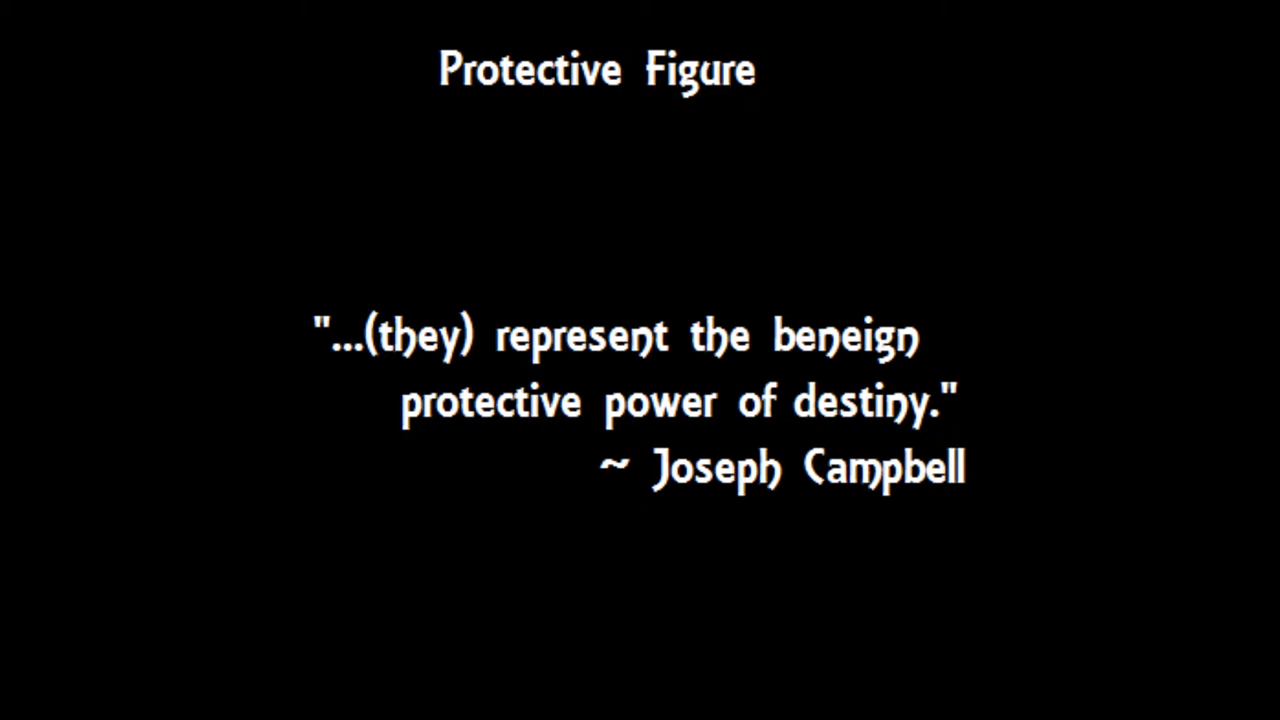 Protective Figure
"...(they) represent the beneign
protective power of destiny."
~ Joseph Campbell